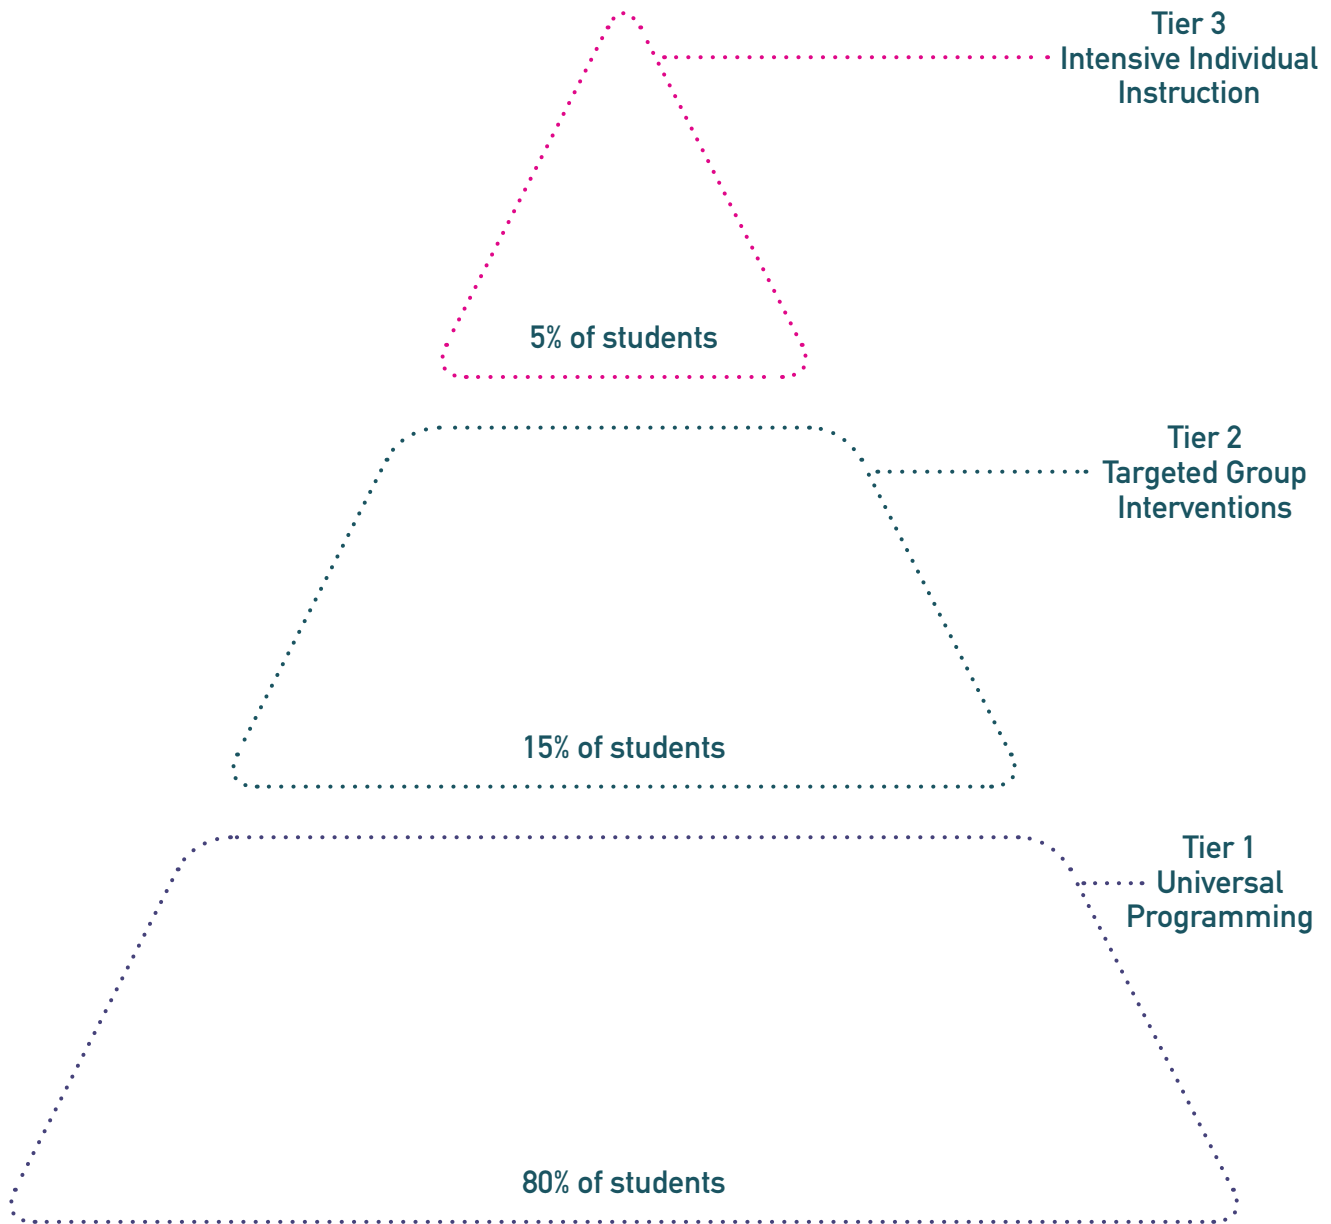 Tier 3
Intensive Individual
Instruction
5% of students
Tier 2
Targeted Group
Interventions
15% of students
Tier 1
Universal
Programming
80% of students